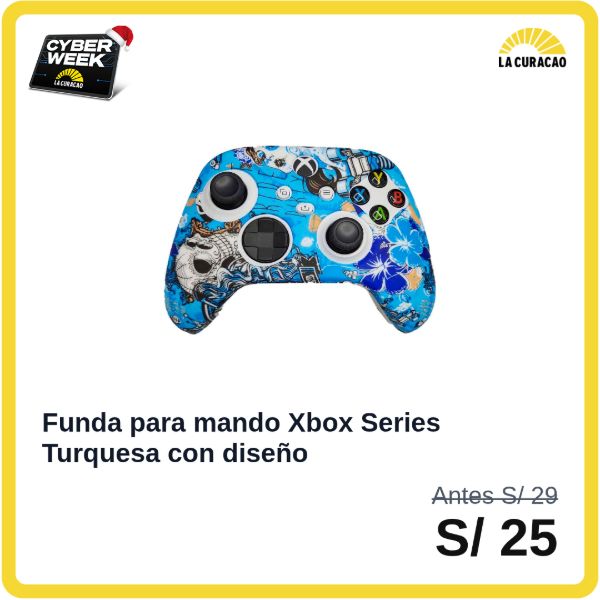 CYBER
WEEK
LA CURACAO
LA CURACAO
Y
X
B
A
Funda para mando Xbox Series
Turquesa con diseño
Antes S/ 29
S/ 25